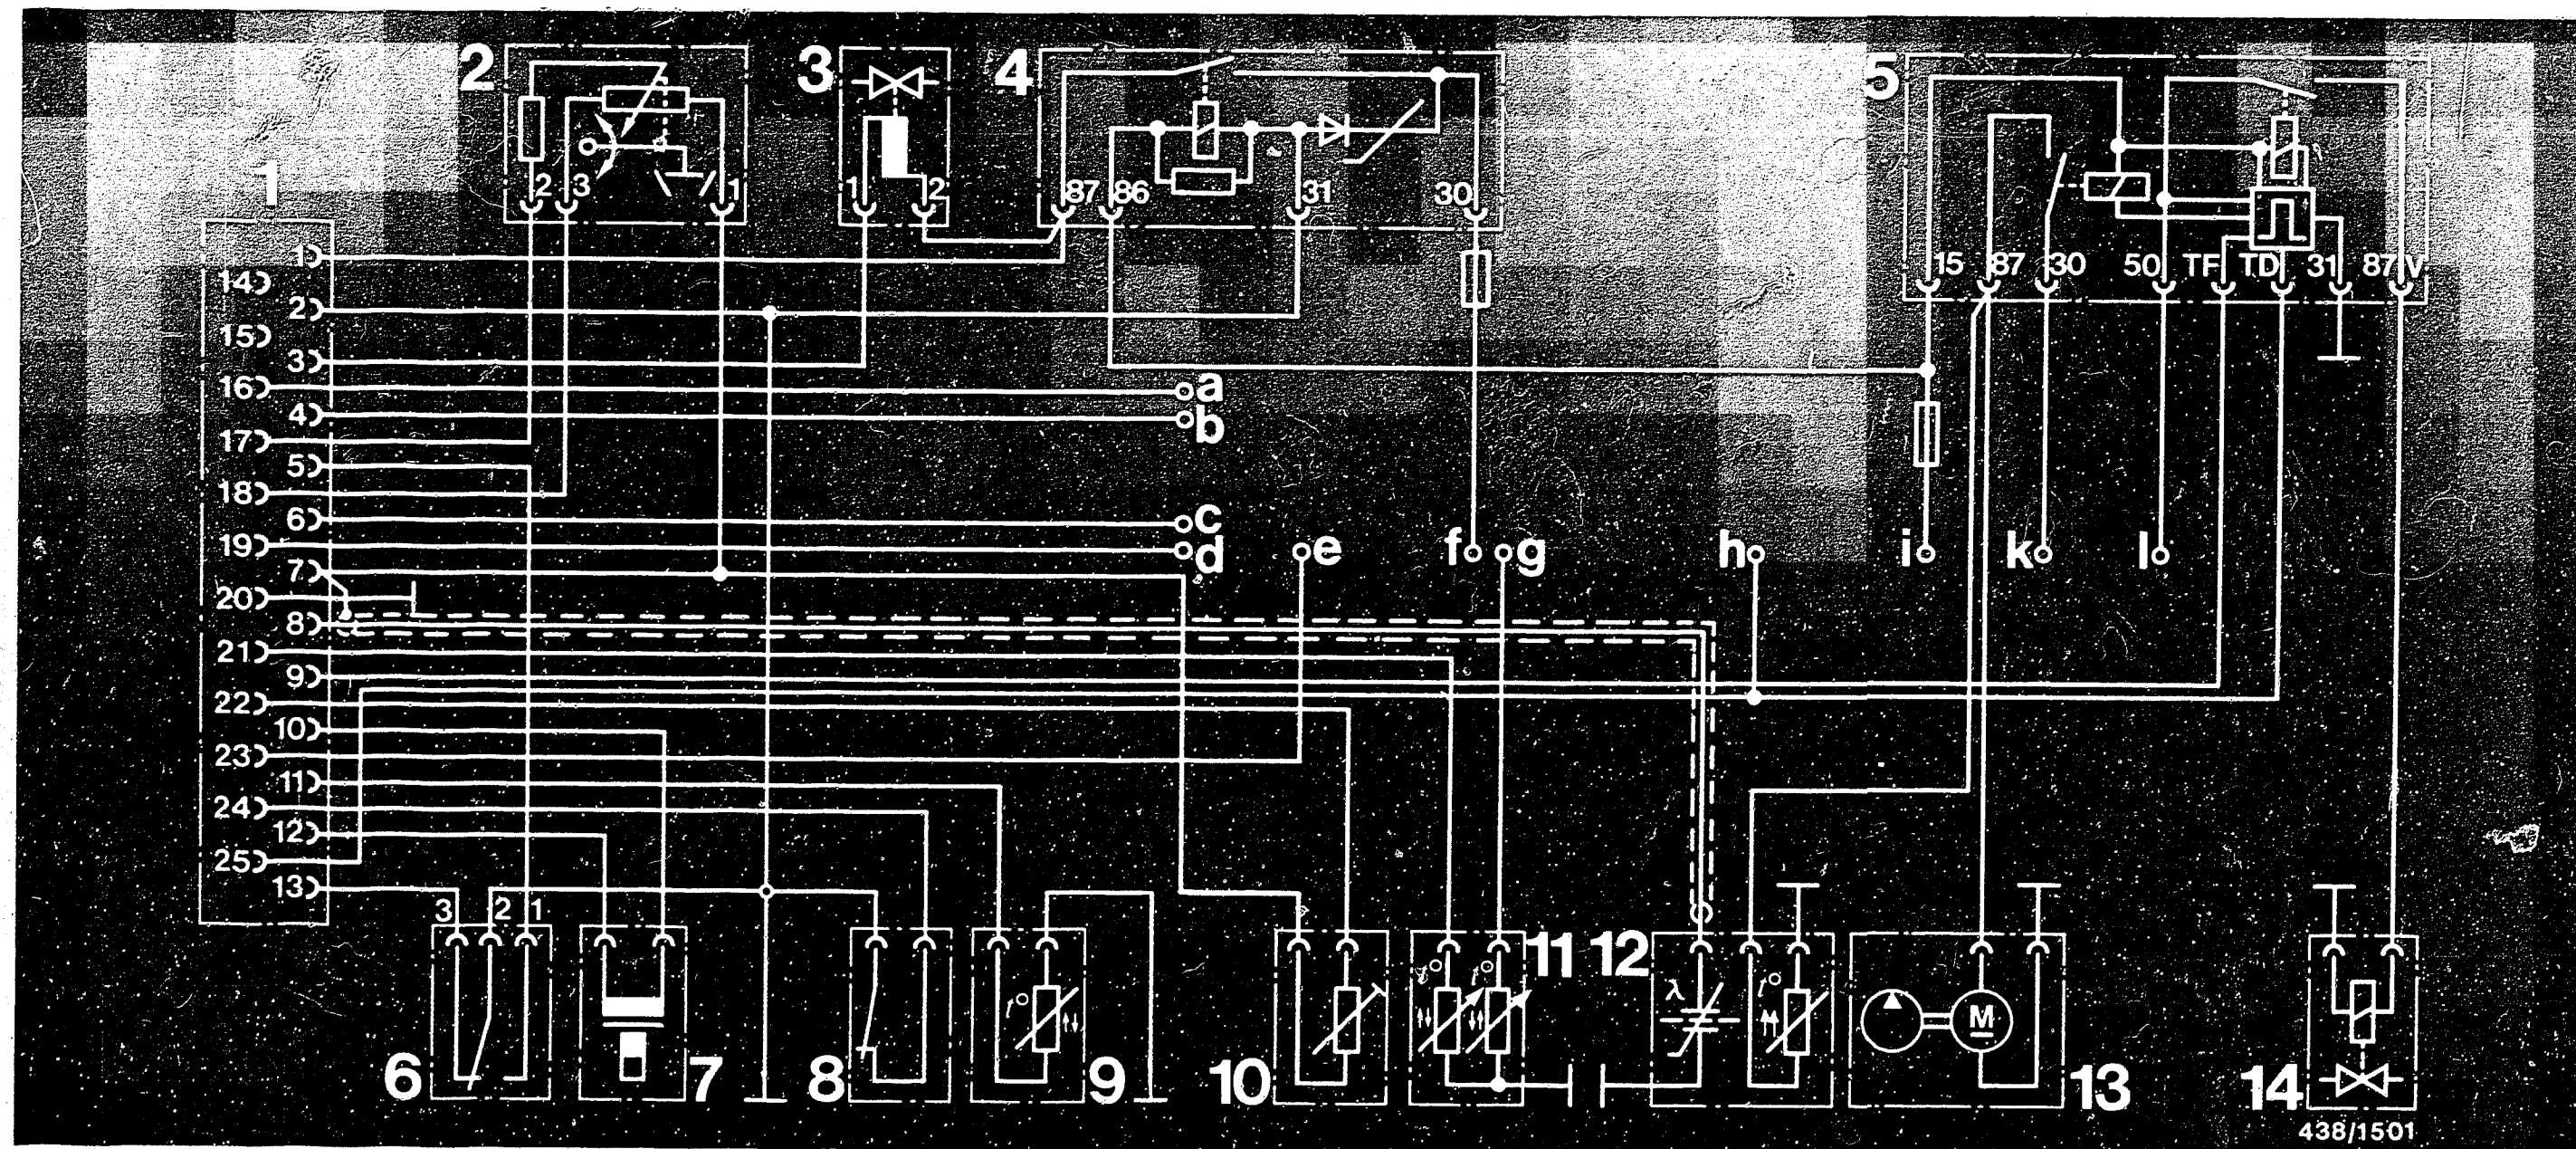 2 3 4 5
1
2 3 1
1 2
87 86 31 30
15 87 30 50 TF TD 31 87V
1
14
2
15
3
16 a
4 b
17
5
18
6 c
19 d e f g h i k l
7
20
8
21
9
22
10
23
11
24
12
25
13
3 2 1
11 12
t° t° t° λ t°
M
6 7 8 9 10 13 14
438/1501